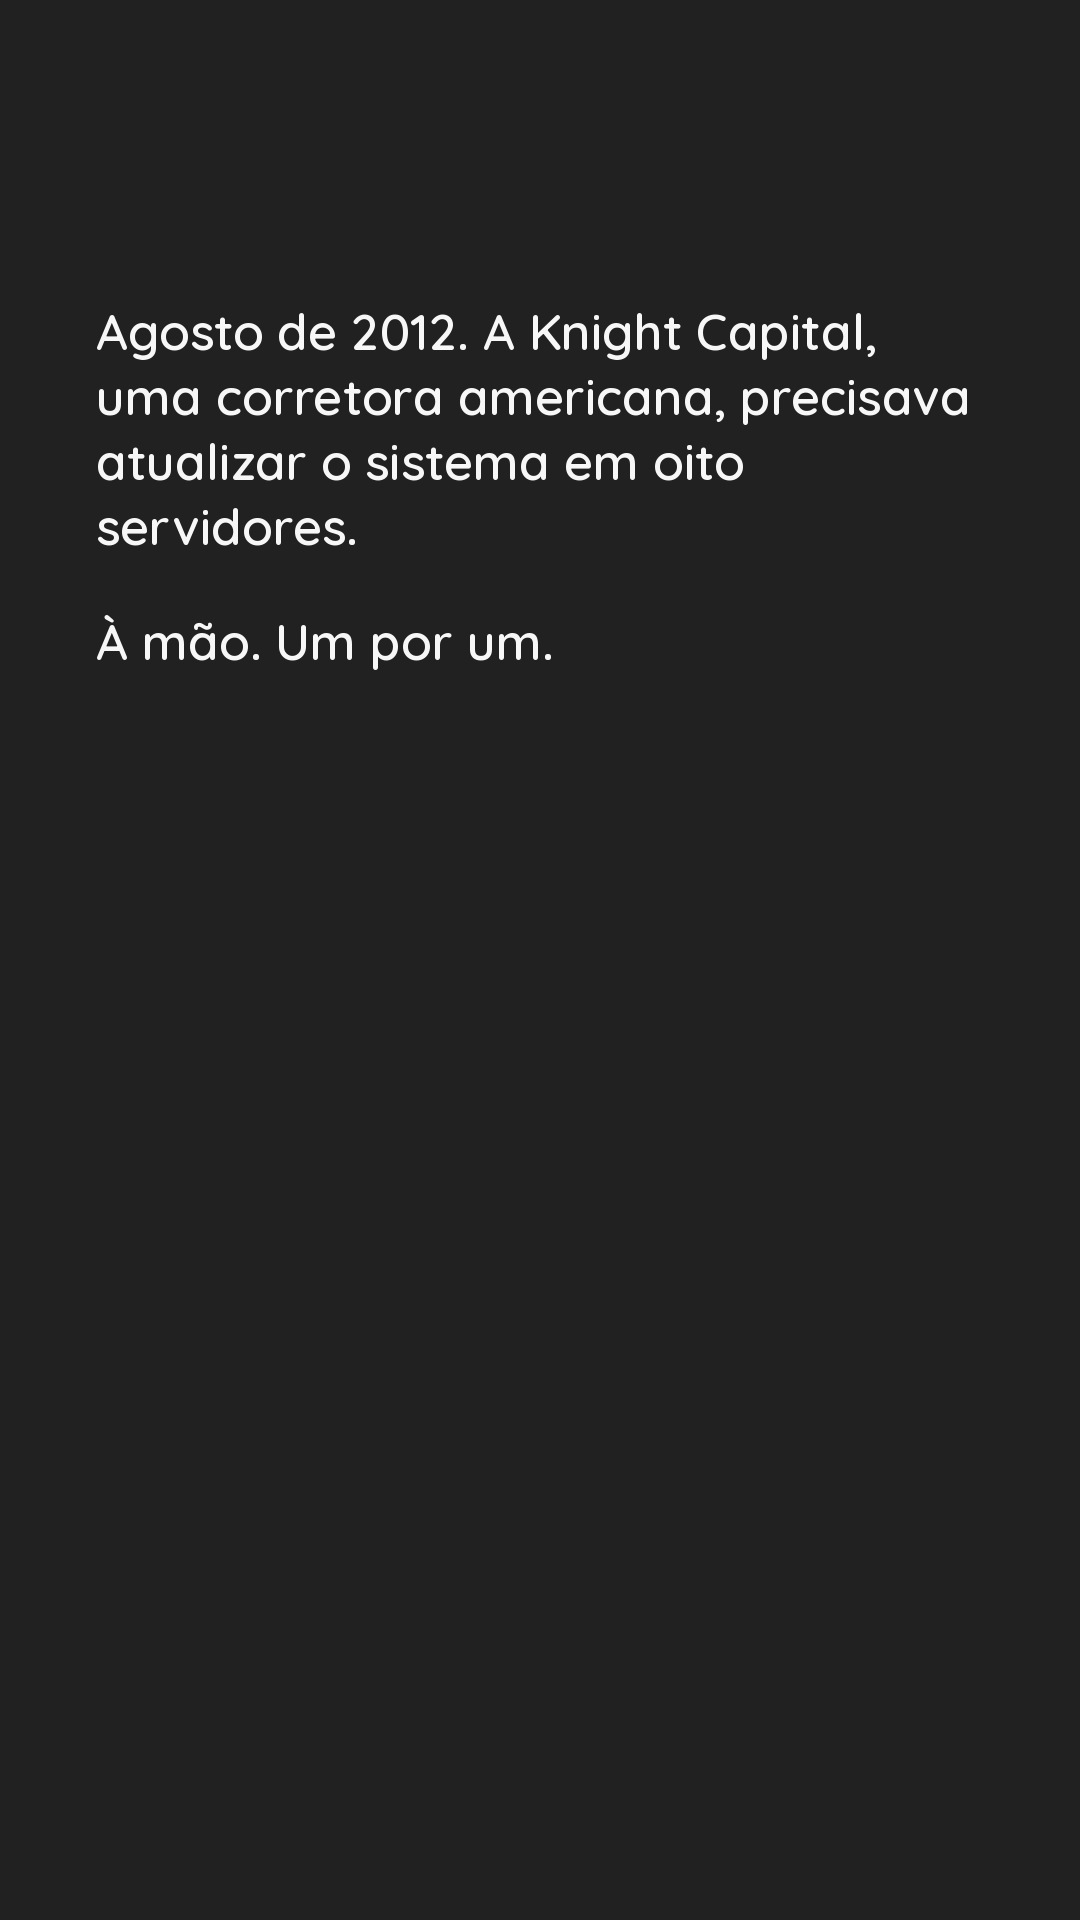 Agosto de 2012. A Knight Capital,
uma corretora americana, precisava
atualizar o sistema em oito
servidores.
À mão. Um por um.